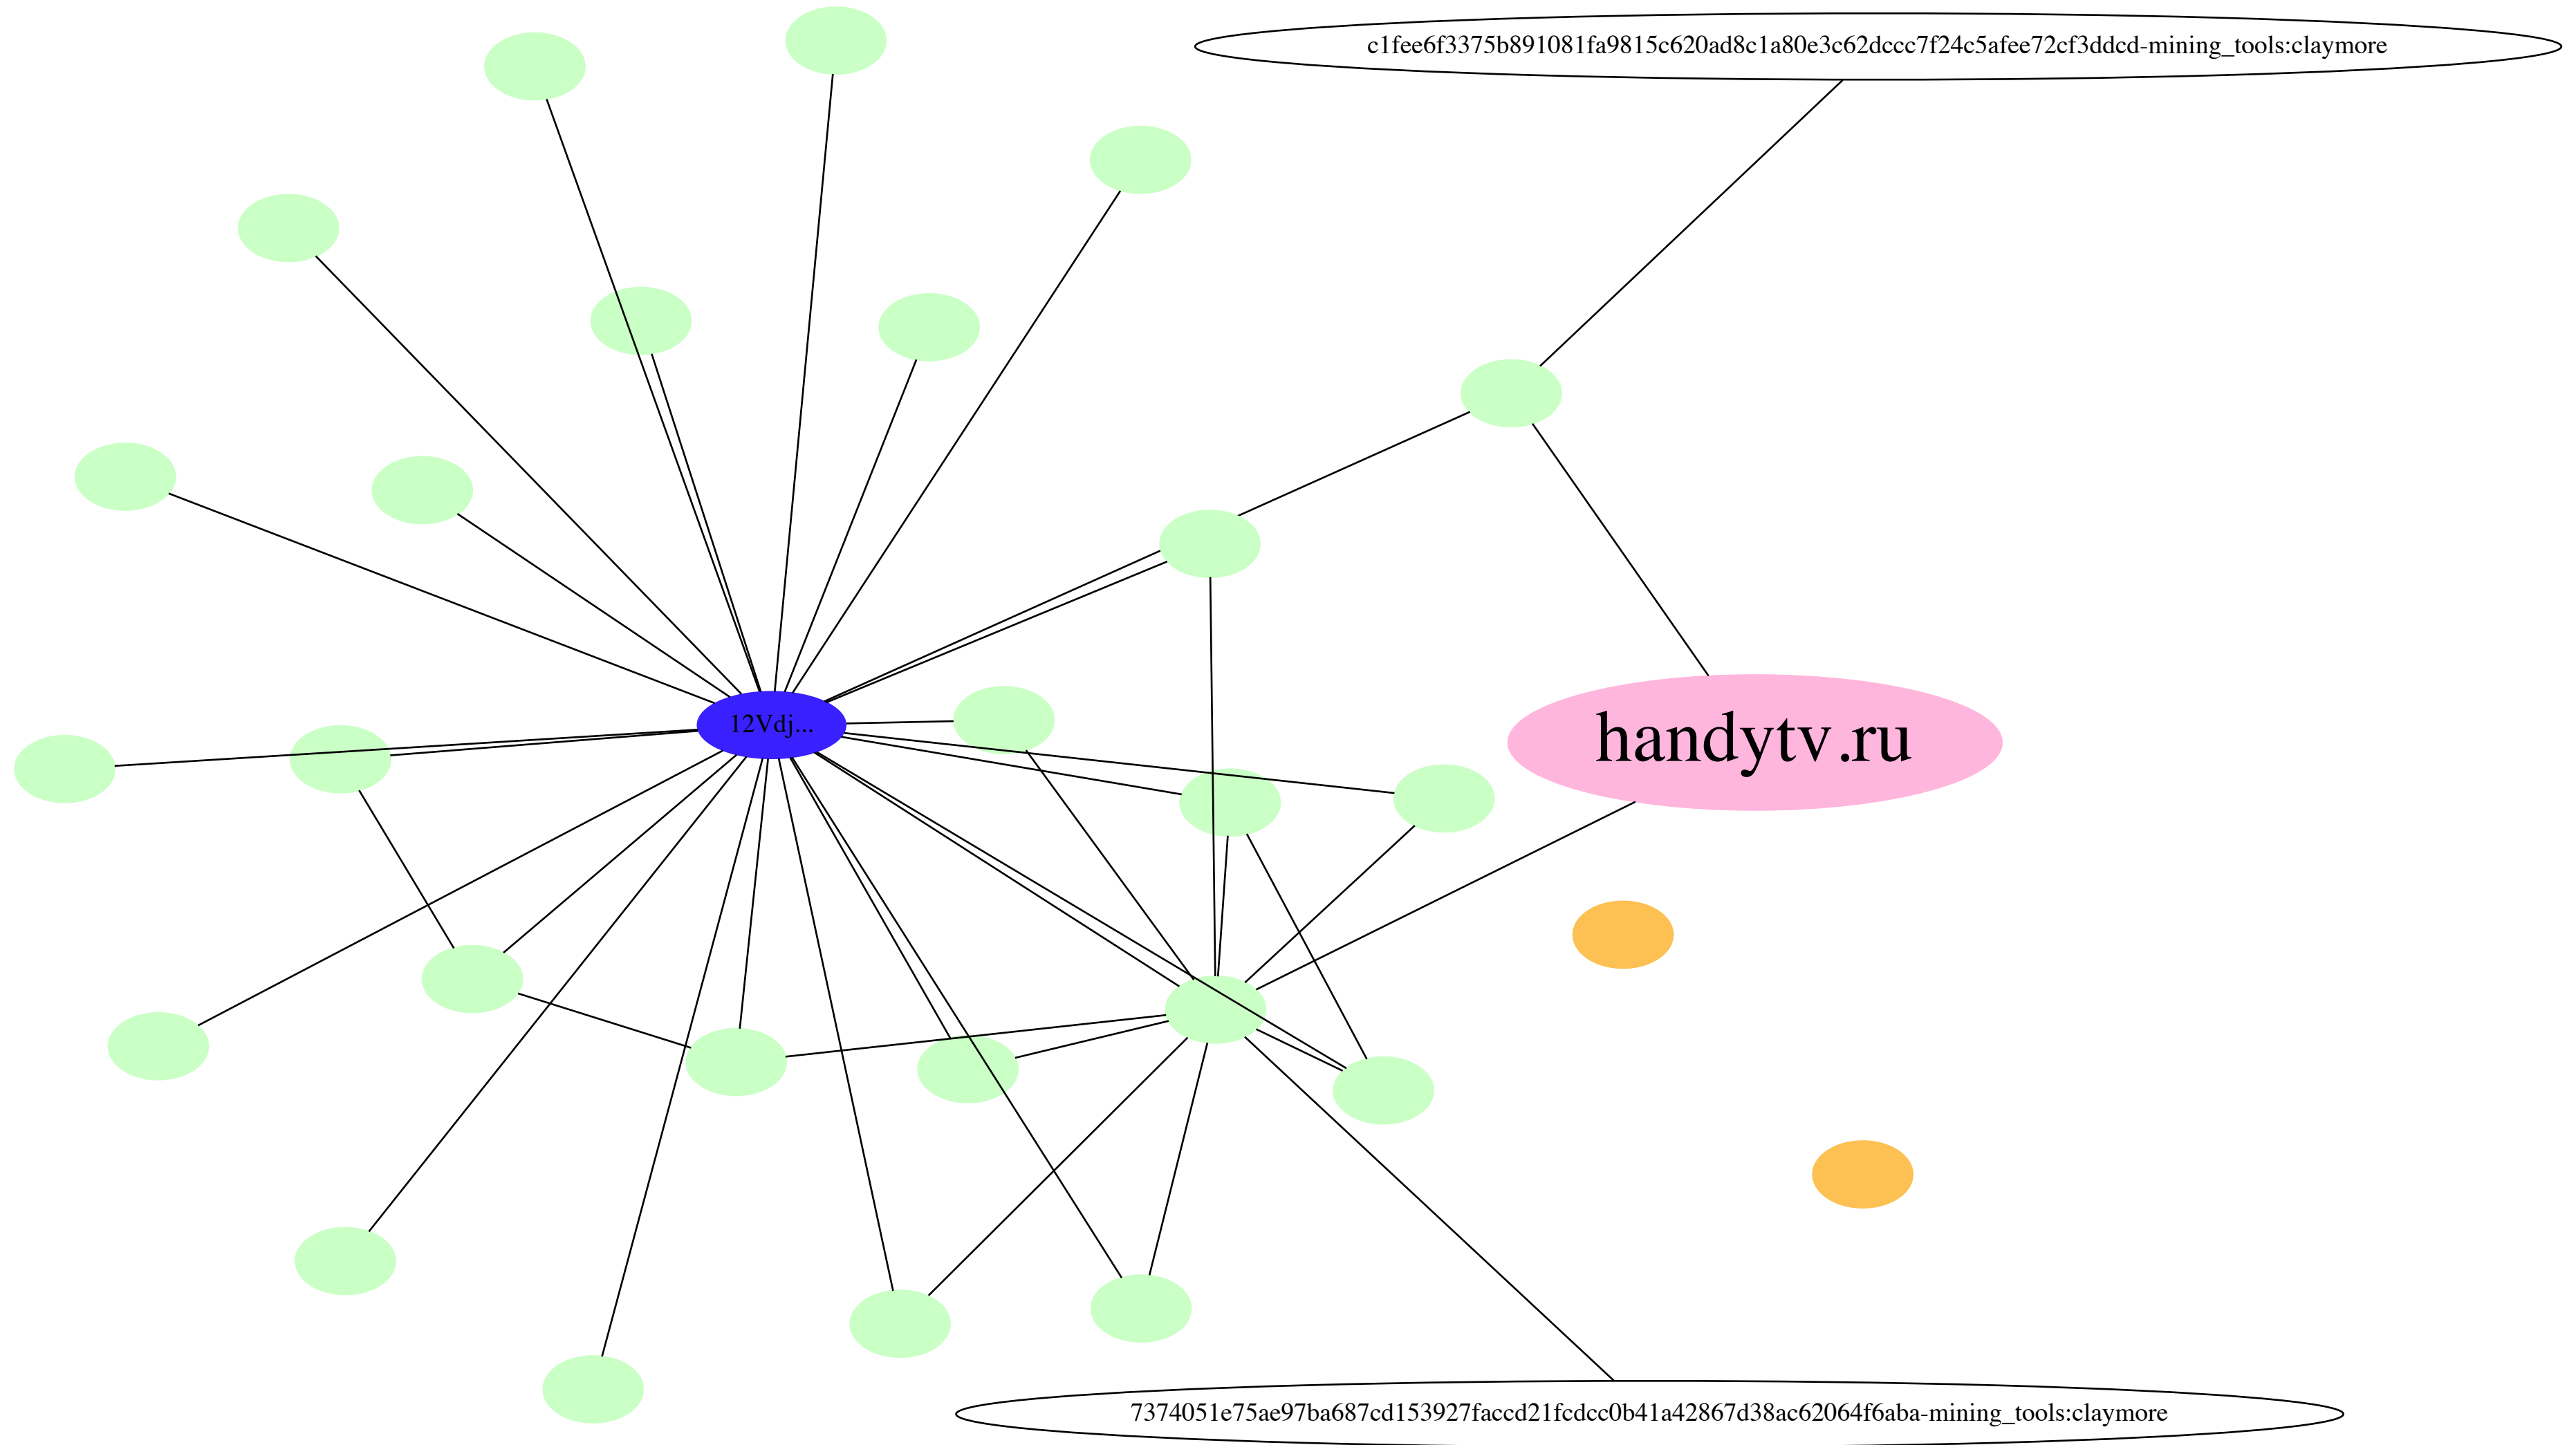 c1fee6f3375b891081fa9815c620ad8c1a80e3c62dccc7f24c5afee72cf3ddcd-mining_tools:claymore
12Vdj...
handytv.ru
7374051e75ae97ba687cd153927faccd21fcdcc0b41a42867d38ac62064f6aba-mining_tools:claymore